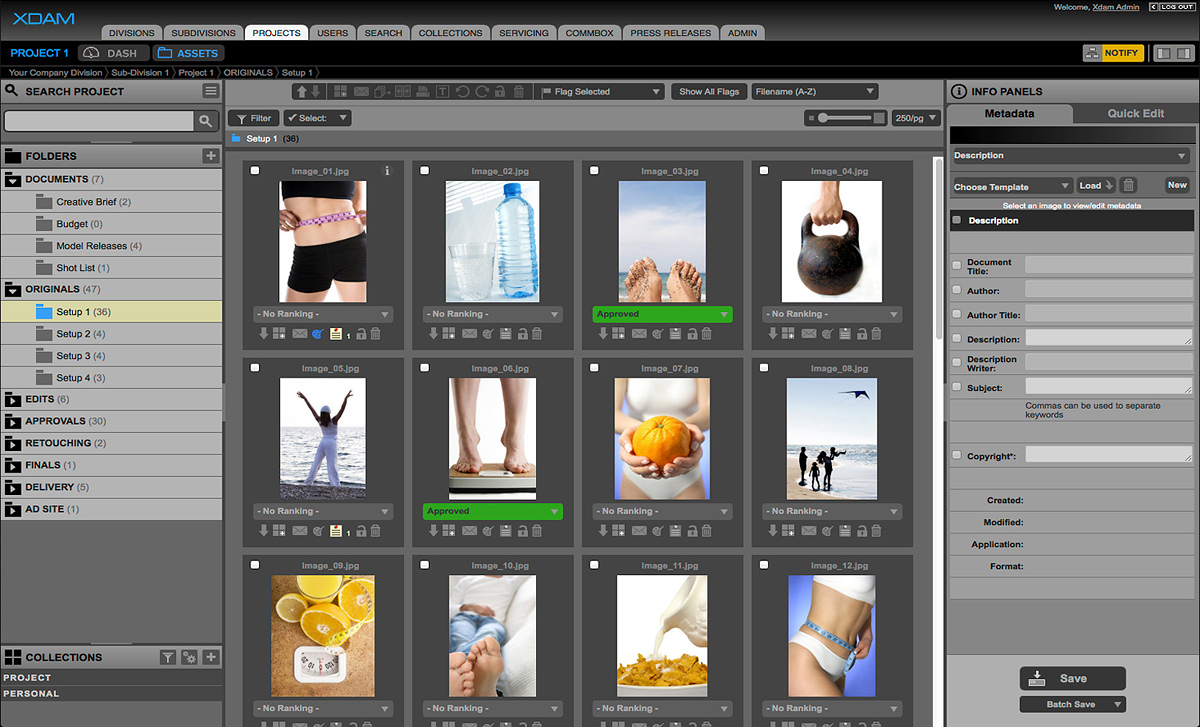 Welcome, Xdam Admin
LOG OUT
XDAM
DIVISIONS SUBDIVISIONS PROJECTS USERS SEARCH COLLECTIONS SERVICING COMMBOX PRESS RELEASES ADMIN
PROJECT 1 DASH ASSETS NOTIFY
Your Company Division Sub-Division 1 Project 1 ORIGINALS Setup 1
SEARCH PROJECT
FOLDERS
DOCUMENTS (7)
Creative Brief (2)
Budget (0)
Model Releases (4)
Shot List (1)
ORIGINALS (47)
Setup 1 (36)
Setup 2 (4)
Setup 3 (4)
Setup 4 (3)
EDITS (6)
APPROVALS (30)
RETOUCHING (2)
FINALS (1)
DELIVERY (5)
AD SITE (1)
COLLECTIONS
PROJECT
PERSONAL
T Flag Selected Show All Flags Filename (A-Z)
Filter Select: 250/pg
Setup 1 (36)
Image_01.jpg i Image_02.jpg Image_03.jpg Image_04.jpg
- No Ranking - - No Ranking - Approved - No Ranking -
1
Image_05.jpg Image_06.jpg Image_07.jpg Image_08.jpg
- No Ranking - Approved - No Ranking - - No Ranking -
1
Image_09.jpg Image_10.jpg Image_11.jpg Image_12.jpg
- No Ranking - - No Ranking - - No Ranking - - No Ranking -
INFO PANELS
Metadata Quick Edit
Description
Choose Template Load New
Select an image to view/edit metadata
Description
Document
Title:
Author:
Author Title:
Description:
Description
Writer:
Subject:
Commas can be used to separate
keywords
Copyright*:
Created:
Modified:
Application:
Format:
Save
Batch Save